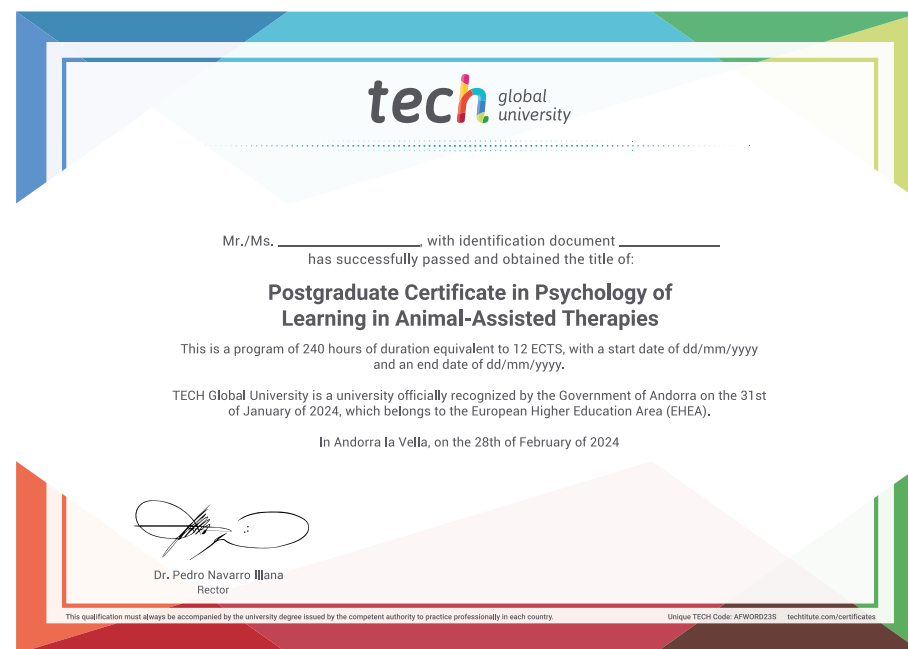 tech global university
Mr./Ms. ____________, with identification document ____________
has successfully passed and obtained the title of:
Postgraduate Certificate in Psychology of
Learning in Animal-Assisted Therapies
This is a program of 240 hours of duration equivalent to 12 ECTS, with a start date of dd/mm/yyyy
and an end date of dd/mm/yyyy.
TECH Global University is a university officially recognized by the Government of Andorra on the 31st
of January of 2024, which belongs to the European Higher Education Area (EHEA).
In Andorra la Vella, on the 28th of February of 2024
Dr. Pedro Navarro Illana
Rector
This qualification must always be accompanied by the university degree issued by the competent authority to practice professionally in each country.
Unique TECH Code: AFWORD23S techtitute.com/certificates